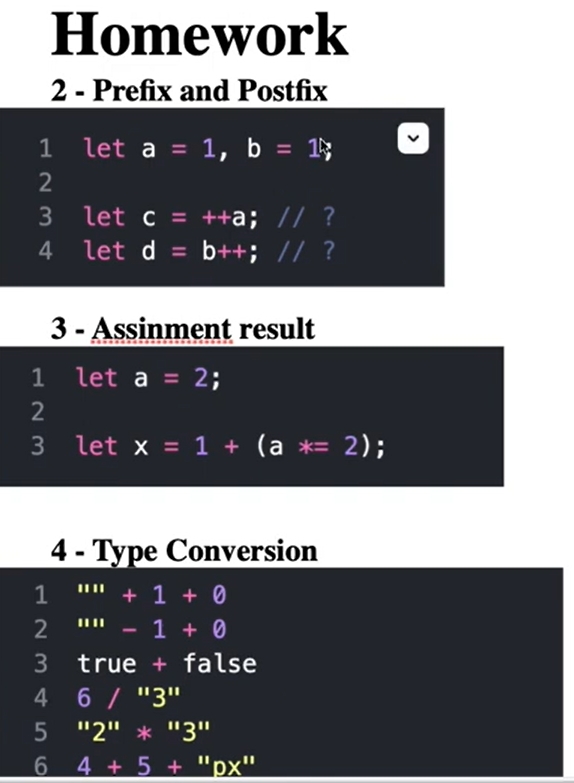 Homework
2 - Prefix and Postfix
1 let a = 1, b = 1;
2
3 let c = ++a; // ?
4 let d = b++; // ?
3 - Assinment result
1 let a = 2;
2
3 let x = 1 + (a *= 2);
4 - Type Conversion
1 "" + 1 + 0
2 "" - 1 + 0
3 true + false
4 6 / "3"
5 "2" * "3"
6 4 + 5 + "px"